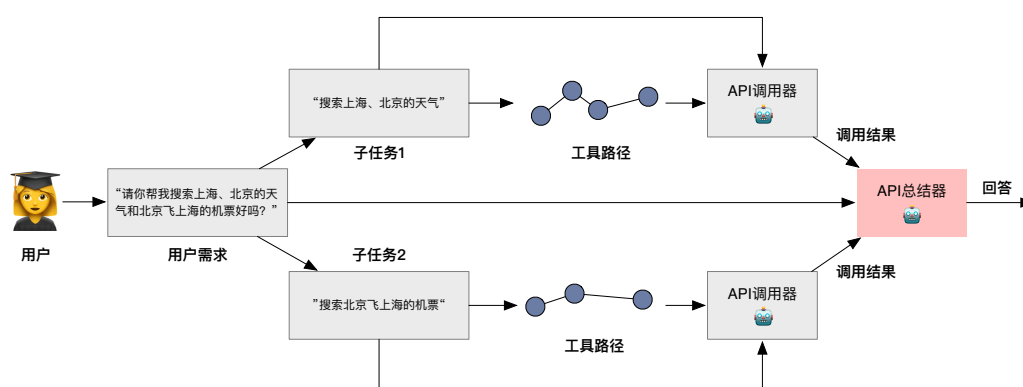 “搜索上海、北京的天气”
子任务1
工具路径
API调用器
调用结果
用户
“请你帮我搜索上海、北京的天
气和北京飞上海的机票好吗？”
用户需求
API总结器
回答
子任务2
”搜索北京飞上海的机票“
工具路径
API调用器
调用结果